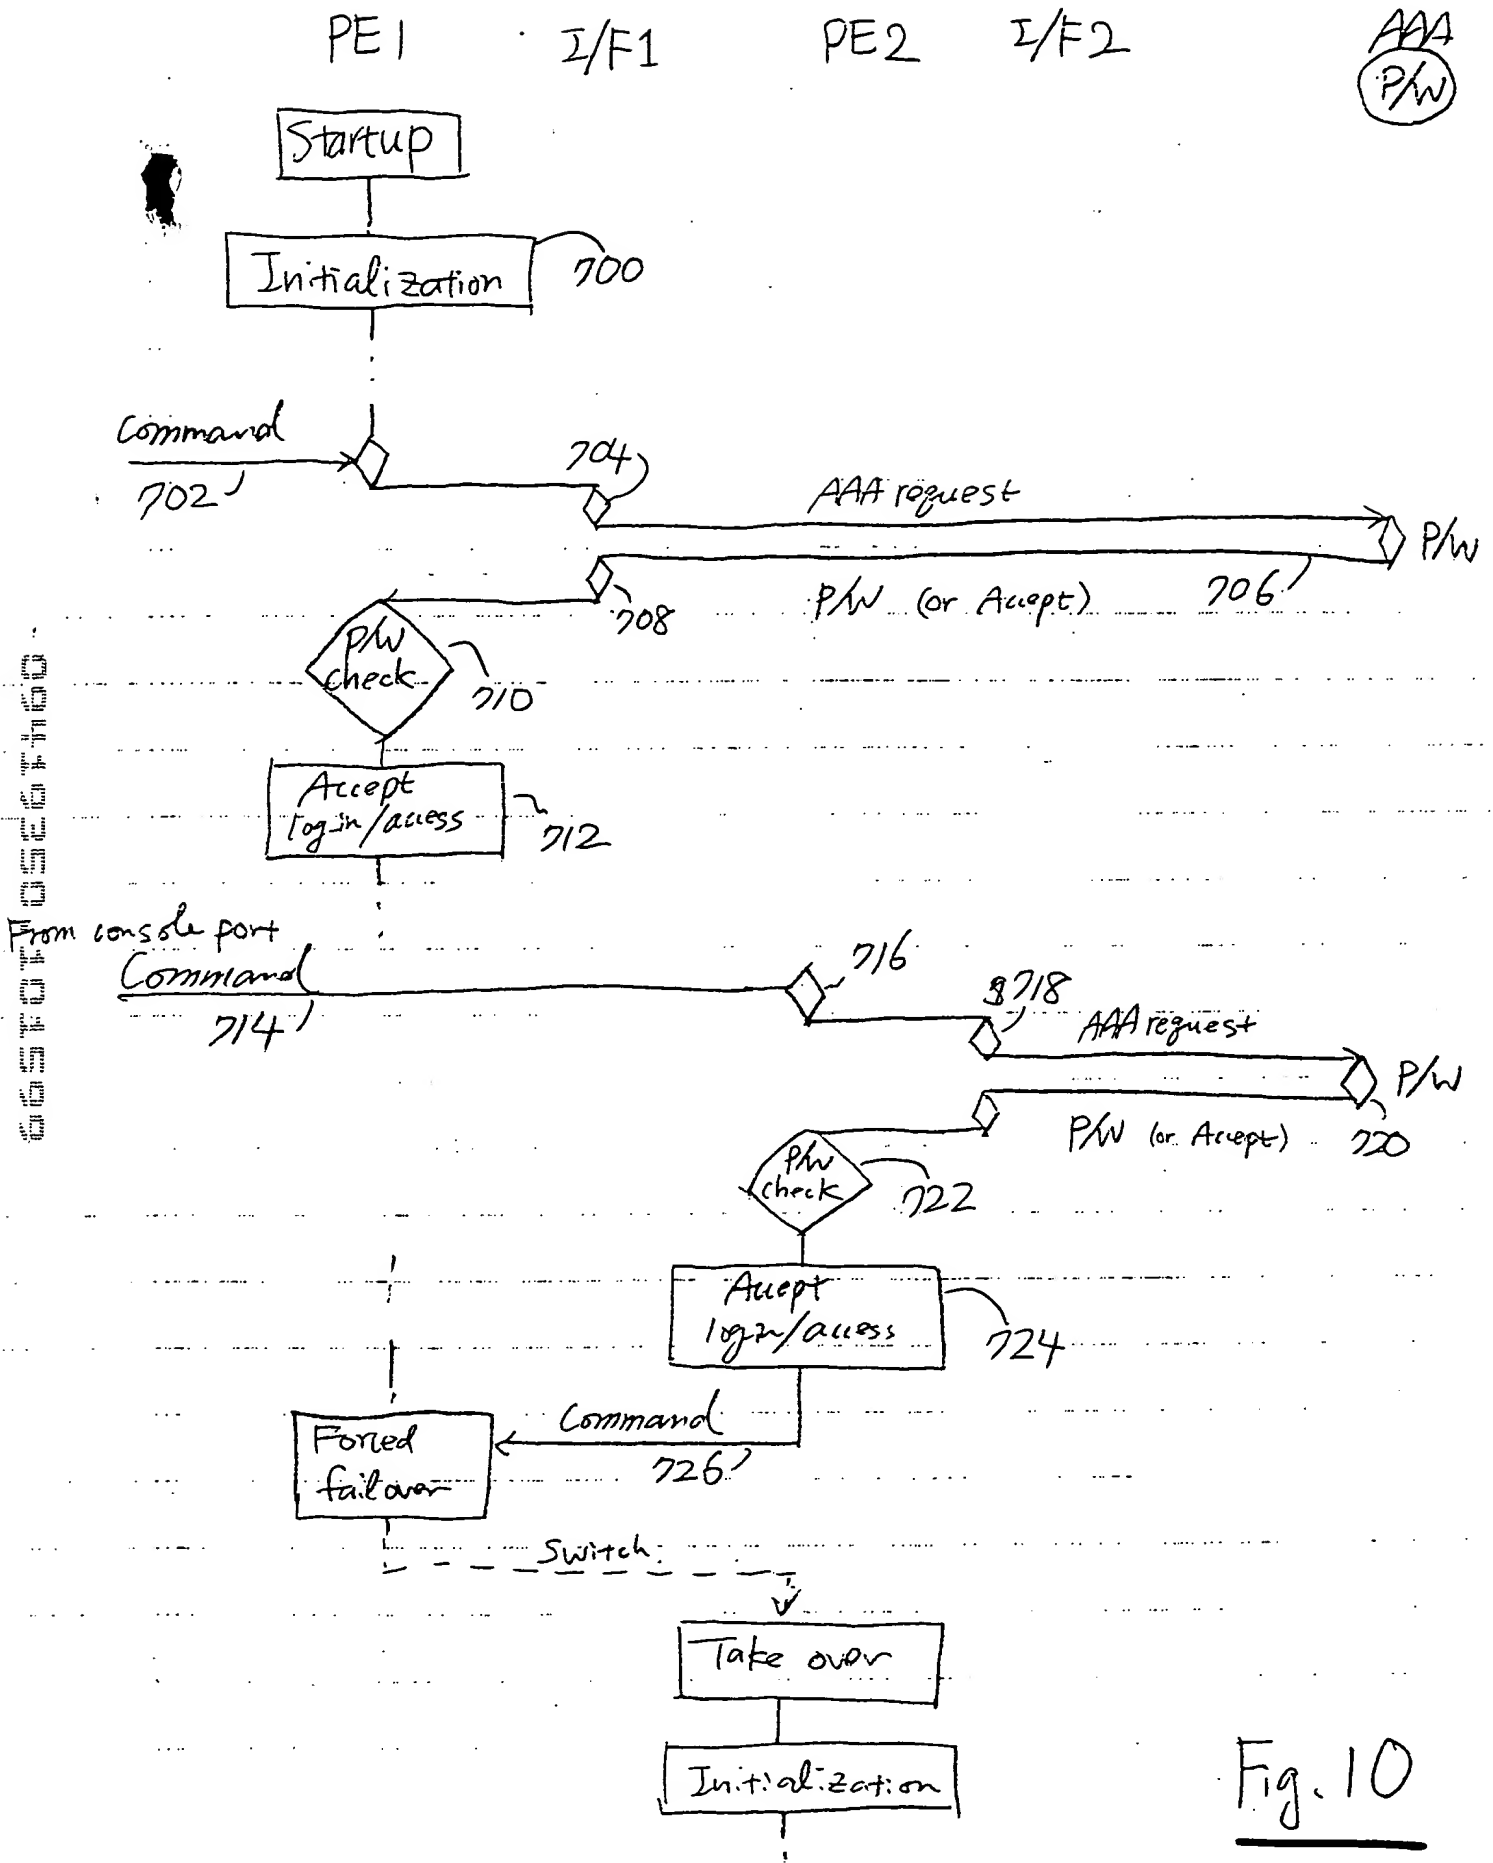 PE1 I/F1 PE2 I/F2 AAA
P/W
Startup
Initialization
700
Command
702
704
AAA request
P/W
P/W (or Accept)
706
708
P/W
check
710
Accept
login/access
712
From console port
Command
714
716
718
AAA request
P/W
P/W (or Accept)
720
P/W
check
722
Accept
login/access
724
Command
726
Forced
failover
Switch
Take over
Initialization
Fig. 10